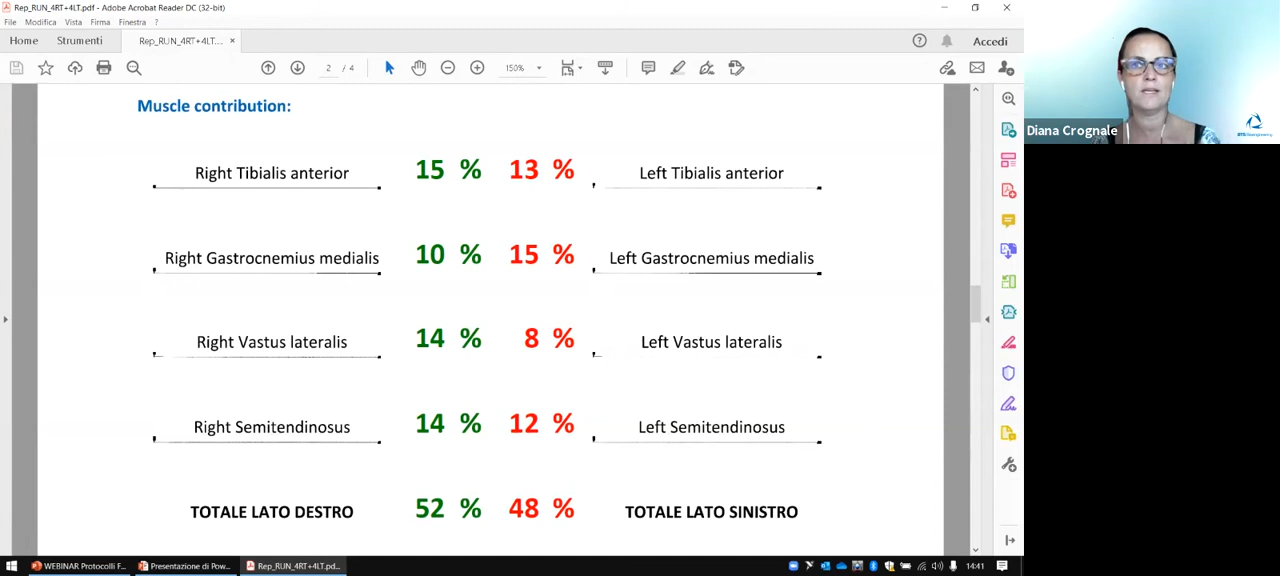 Rep_RUN_4RT+4LT.pdf - Adobe Acrobat Reader DC (32-bit)
File Modifica Vista Firma Finestra ?
Home Strumenti Rep_RUN_4RT+4LT.... × Accedi
2 / 4 150%
Muscle contribution:
Right Tibialis anterior 15 % 13 % Left Tibialis anterior
Right Gastrocnemius medialis 10 % 15 % Left Gastrocnemius medialis
Right Vastus lateralis 14 % 8 % Left Vastus lateralis
Right Semitendinosus 14 % 12 % Left Semitendinosus
TOTALE LATO DESTRO 52 % 48 % TOTALE LATO SINISTRO
Diana Crognale
BTS Bioengineering
WEBINAR Protocolli F... Presentazione di Pow... Rep_RUN_4RT+4LT.pd... 14:41